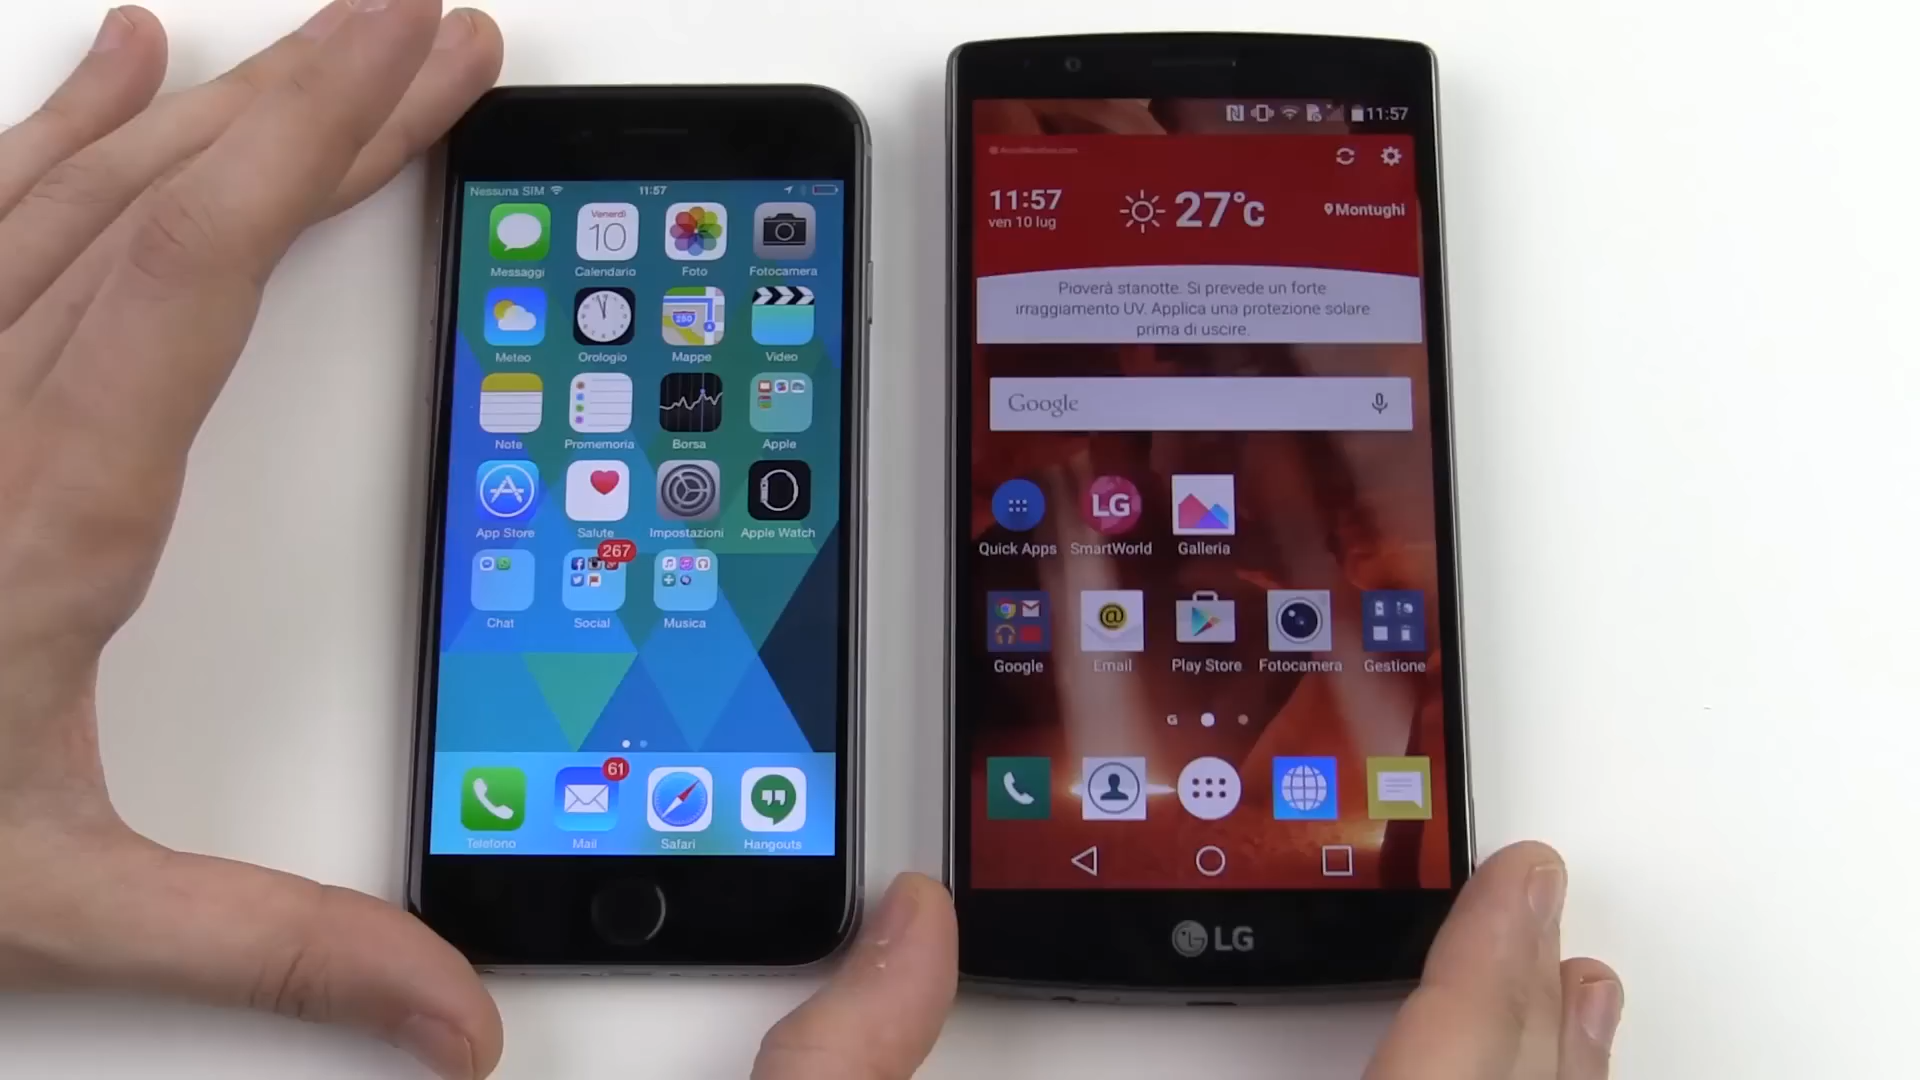 Nessuna SIM
11:57
Venerdì
10
Messaggi
Calendario
Foto
Fotocamera
280
Meteo
Orologio
Mappe
Video
Note
Promemoria
Borsa
Apple
App Store
Salute
Impostazioni
Apple Watch
267
Chat
Social
Musica
61
Telefono
Mail
Safari
Hangouts
11:57
11:57
ven 10 lug
27°c
Montughi
Pioverà stanotte. Si prevede un forte
irraggiamento UV. Applica una protezione solare
prima di uscire.
Google
LG
Quick Apps
SmartWorld
Galleria
@
Google
Email
Play Store
Fotocamera
Gestione
G
LG